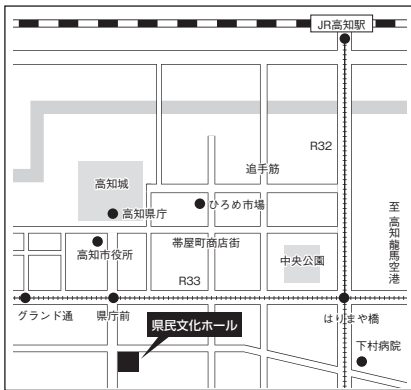 JR高知駅
R32
追手筋
高知城
ひろめ市場
高知県庁
至 高知龍馬空港
帯屋町商店街
高知市役所
中央公園
R33
グランド通
県庁前
はりまや橋
県民文化ホール
下村病院